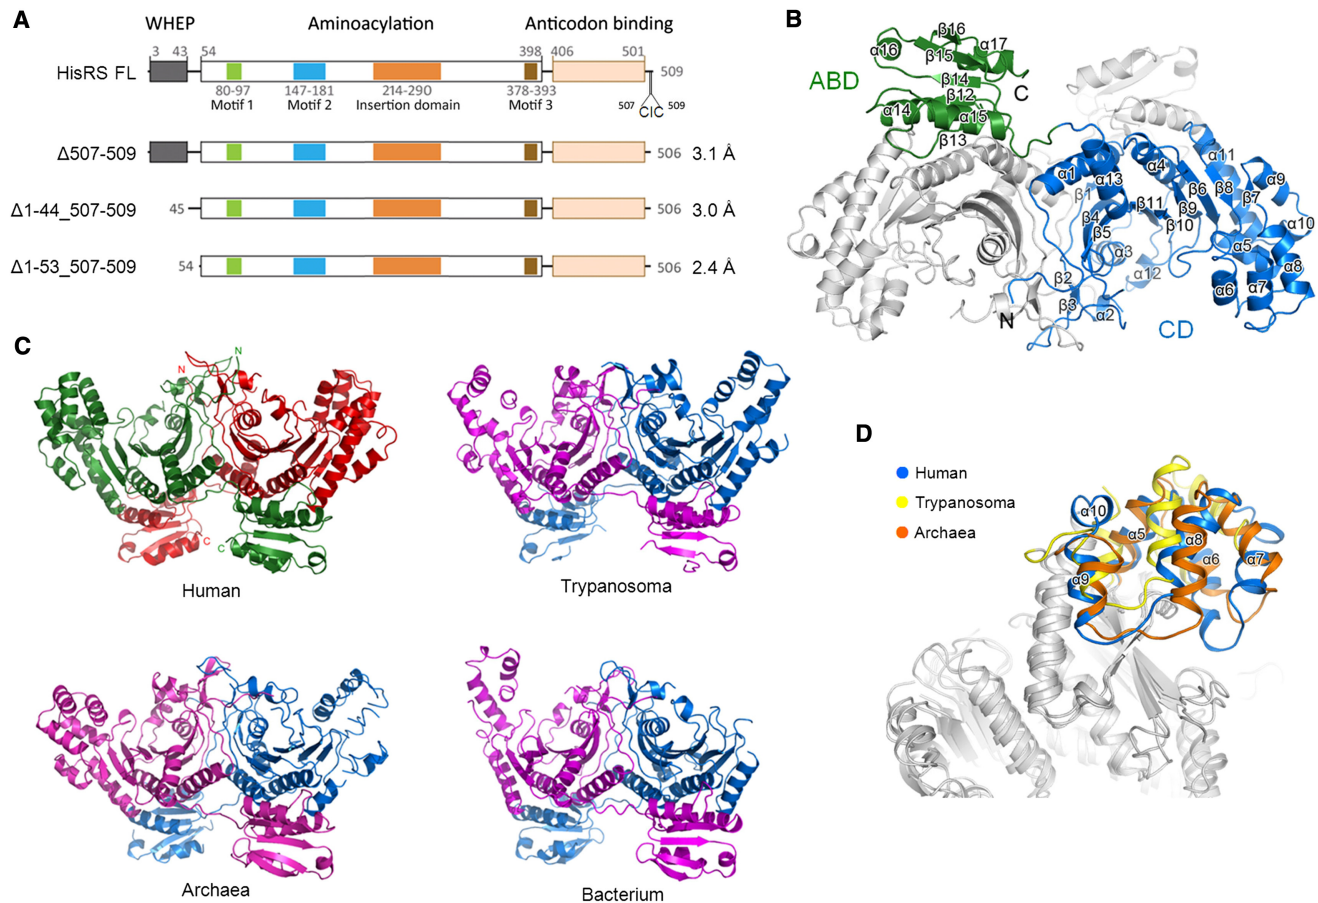 A
WHEP Aminoacylation Anticodon binding
3 43 54 398 406 501
HisRS FL 509
80-97 147-181 214-290 378-393
Motif 1 Motif 2 Insertion domain Motif 3 507 CIC 509
Δ507-509 506 3.1 Å
Δ1-44_507-509 45 506 3.0 Å
Δ1-53_507-509 54 506 2.4 Å
B
ABD
β16
α16 β15 α17
β14
C
β12
α14 α15
β13
α1 α13 α4 α11
β1 β6 β8 α9
β11 β9 β7
β4 β10 α10
β5 α5
α3
α12 α8
β2 α6 α7
β3
N α2
CD
C
N N
C C
Human
Trypanosoma
Archaea
Bacterium
D
Human
Trypanosoma
Archaea
α10
α5 α8
α6 α7
α9